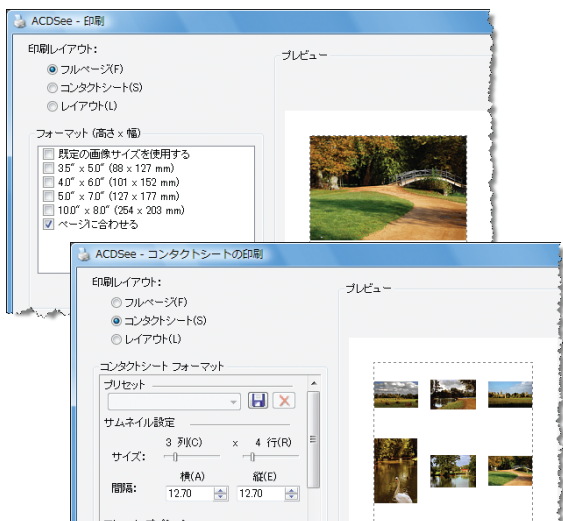 ACDSee - 印刷
印刷レイアウト:
フルページ(F)
コンタクトシート(S)
レイアウト(L)
プレビュー
フォーマット (高さ x 幅)
既定の画像サイズを使用する
3.5" x 5.0" (88 x 127 mm)
4.0" x 6.0" (101 x 152 mm)
5.0" x 7.0" (127 x 177 mm)
10.0" x 8.0" (254 x 203 mm)
ページに合わせる
ACDSee - コンタクトシートの印刷
印刷レイアウト:
フルページ(F)
コンタクトシート(S)
レイアウト(L)
プレビュー
コンタクトシート フォーマット
プリセット
サムネイル設定
3 列(C) x 4 行(R)
サイズ:
横(A) 縦(E)
間隔: 12.70 12.70